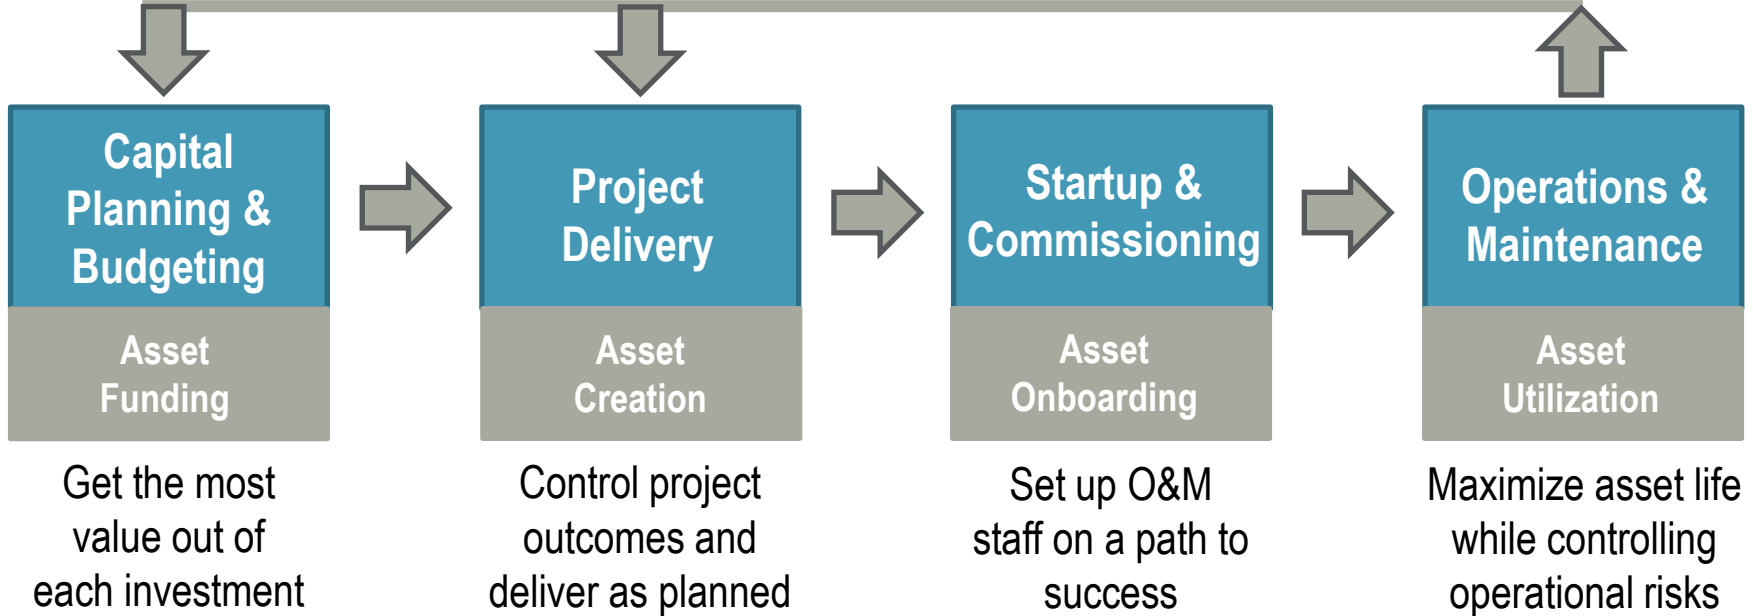 Capital
Planning &
Budgeting
Asset
Funding
Get the most
value out of
each investment
Project
Delivery
Asset
Creation
Control project
outcomes and
deliver as planned
Startup &
Commissioning
Asset
Onboarding
Set up O&M
staff on a path to
success
Operations &
Maintenance
Asset
Utilization
Maximize asset life
while controlling
operational risks